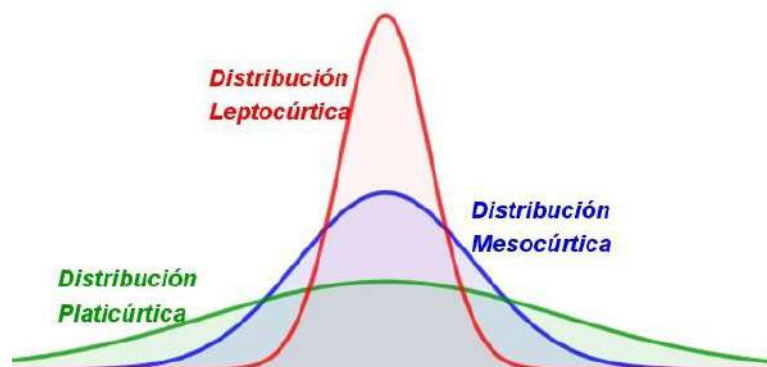 Distribución
Leptocúrtica
Distribución
Mesocúrtica
Distribución
Platicúrtica